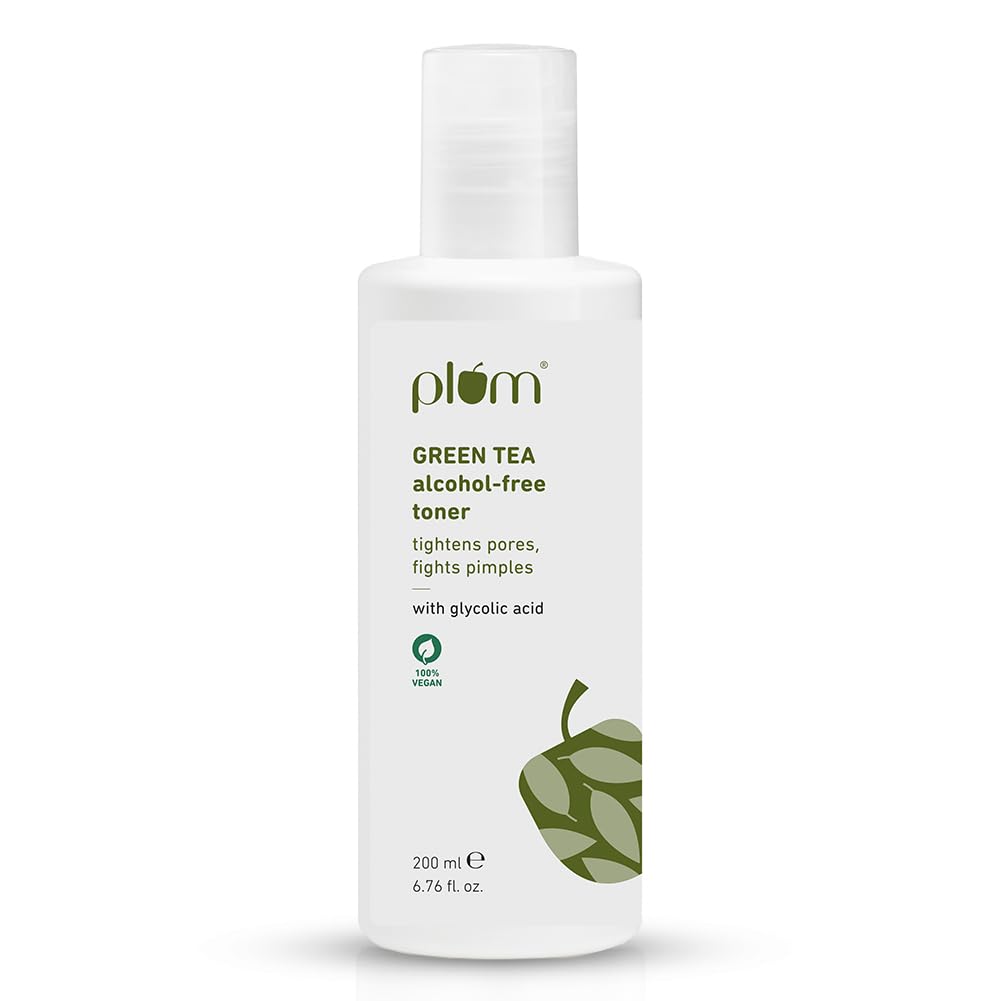 plum®
GREEN TEA
alcohol-free
toner
tightens pores,
fights pimples
with glycolic acid
100%
VEGAN
200 ml ℮
6.76 fl. oz.